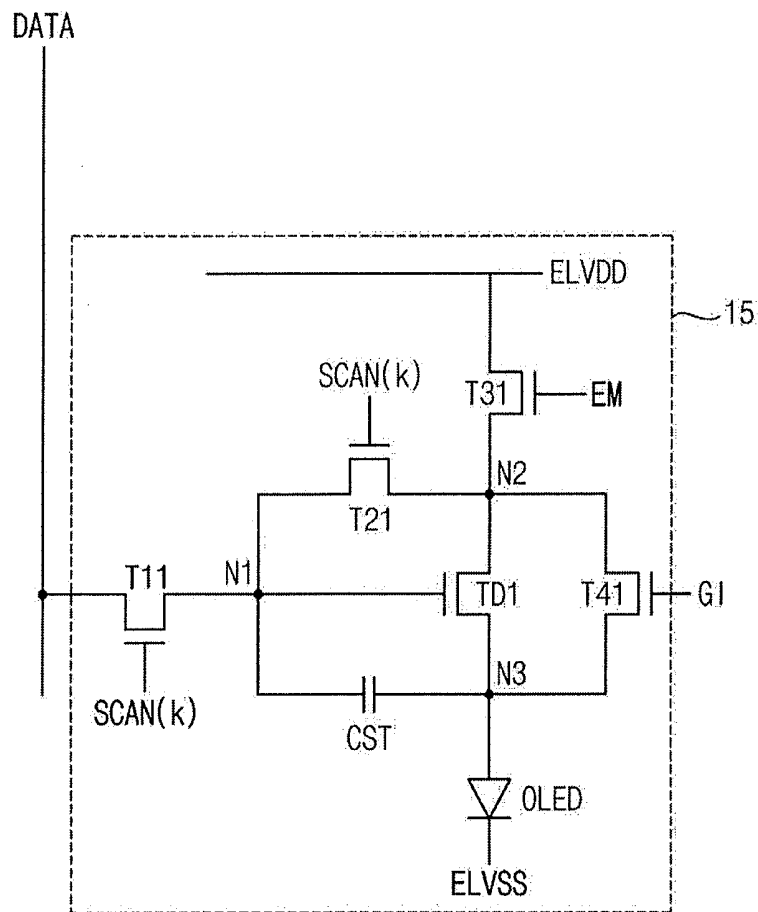 DATA
ELVDD
15
SCAN(k)
T31
EM
N2
T21
T11
N1
TD1
T41
GI
N3
SCAN(k)
CST
OLED
ELVSS